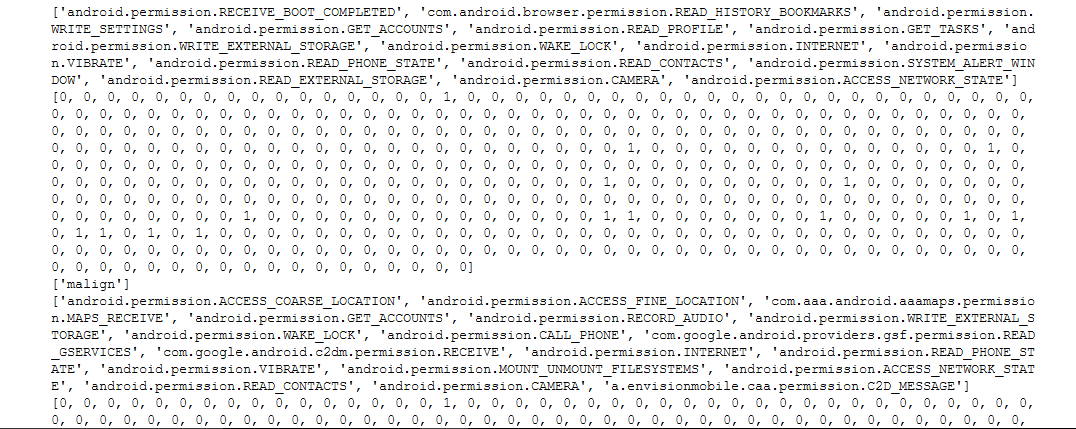 ['android.permission.RECEIVE_BOOT_COMPLETED', 'com.android.browser.permission.READ_HISTORY_BOOKMARKS', 'android.permission.
WRITE_SETTINGS', 'android.permission.GET_ACCOUNTS', 'android.permission.READ_PROFILE', 'android.permission.GET_TASKS', 'and
roid.permission.WRITE_EXTERNAL_STORAGE', 'android.permission.WAKE_LOCK', 'android.permission.INTERNET', 'android.permissio
n.VIBRATE', 'android.permission.READ_PHONE_STATE', 'android.permission.READ_CONTACTS', 'android.permission.SYSTEM_ALERT_WIN
DOW', 'android.permission.READ_EXTERNAL_STORAGE', 'android.permission.CAMERA', 'android.permission.ACCESS_NETWORK_STATE']
[0, 0, 0, 0, 0, 0, 0, 0, 0, 0, 0, 0, 0, 0, 0, 0, 1, 0, 0, 0, 0, 0, 0, 0, 0, 0, 0, 0, 0, 0, 0, 0, 0, 0, 0, 0, 0, 0, 0, 0, 0,
0, 0, 0, 0, 0, 0, 0, 0, 0, 0, 0, 0, 0, 0, 0, 0, 0, 0, 0, 0, 0, 0, 0, 0, 0, 0, 0, 0, 0, 0, 0, 0, 0, 0, 0, 0, 0, 0, 0, 0, 0,
0, 0, 0, 0, 0, 0, 0, 0, 0, 0, 0, 0, 0, 0, 0, 0, 0, 0, 0, 0, 0, 0, 0, 0, 0, 0, 0, 0, 0, 0, 0, 0, 0, 0, 0, 0, 0, 0, 0, 0, 0,
0, 0, 0, 0, 0, 0, 0, 0, 0, 0, 0, 0, 0, 0, 0, 0, 0, 0, 0, 0, 0, 0, 0, 0, 1, 0, 0, 0, 0, 0, 0, 0, 0, 0, 0, 0, 0, 0, 0, 1, 0,
0, 0, 0, 0, 0, 0, 0, 0, 0, 0, 0, 0, 0, 0, 0, 0, 0, 0, 0, 0, 0, 0, 0, 0, 0, 0, 0, 0, 0, 0, 0, 0, 0, 0, 0, 0, 0, 0, 0, 0, 0,
0, 0, 0, 0, 0, 0, 0, 0, 0, 0, 0, 0, 0, 0, 0, 0, 0, 0, 0, 0, 0, 0, 0, 1, 0, 0, 0, 0, 0, 0, 0, 0, 0, 1, 0, 0, 0, 0, 0, 0, 0,
0, 0, 0, 0, 0, 0, 0, 0, 0, 0, 0, 0, 0, 0, 0, 0, 0, 0, 0, 0, 0, 0, 0, 0, 0, 0, 0, 0, 0, 0, 0, 0, 0, 0, 0, 0, 0, 0, 0, 0, 0,
0, 0, 0, 0, 0, 0, 0, 0, 1, 0, 0, 0, 0, 0, 0, 0, 0, 0, 0, 0, 0, 0, 0, 1, 1, 0, 0, 0, 0, 0, 0, 0, 1, 0, 0, 0, 0, 0, 1, 0, 1,
0, 1, 1, 0, 1, 0, 1, 0, 0, 0, 0, 0, 0, 0, 0, 0, 0, 0, 0, 0, 0, 0, 0, 0, 0, 0, 0, 0, 0, 0, 0, 0, 0, 0, 0, 0, 0, 0, 0, 0, 0,
0, 0, 0, 0, 0, 0, 0, 0, 0, 0, 0, 0, 0, 0, 0, 0, 0, 0, 0, 0, 0, 0, 0, 0, 0, 0, 0, 0, 0, 0, 0, 0, 0, 0, 0, 0, 0, 0, 0, 0, 0,
0, 0, 0, 0, 0, 0, 0, 0, 0, 0, 0, 0, 0, 0, 0, 0, 0, 0]
['malign']
['android.permission.ACCESS_COARSE_LOCATION', 'android.permission.ACCESS_FINE_LOCATION', 'com.aaa.android.aaamaps.permissio
n.MAPS_RECEIVE', 'android.permission.GET_ACCOUNTS', 'android.permission.RECORD_AUDIO', 'android.permission.WRITE_EXTERNAL_S
TORAGE', 'android.permission.WAKE_LOCK', 'android.permission.CALL_PHONE', 'com.google.android.providers.gsf.permission.READ
_GSERVICES', 'com.google.android.c2dm.permission.RECEIVE', 'android.permission.INTERNET', 'android.permission.READ_PHONE_ST
ATE', 'android.permission.VIBRATE', 'android.permission.MOUNT_UNMOUNT_FILESYSTEMS', 'android.permission.ACCESS_NETWORK_STAT
E', 'android.permission.READ_CONTACTS', 'android.permission.CAMERA', 'a.envisionmobile.caa.permission.C2D_MESSAGE']
[0, 0, 0, 0, 0, 0, 0, 0, 0, 0, 0, 0, 0, 0, 0, 0, 1, 0, 0, 0, 0, 0, 0, 0, 0, 0, 0, 0, 0, 0, 0, 0, 0, 0, 0, 0, 0, 0, 0, 0, 0,
0, 0, 0, 0, 0, 0, 0, 0, 0, 0, 0, 0, 0, 0, 0, 0, 0, 0, 0, 0, 0, 0, 0, 0, 0, 0, 0, 0, 0, 0, 0, 0, 0, 0, 0, 0, 0, 0, 0, 0, 0,